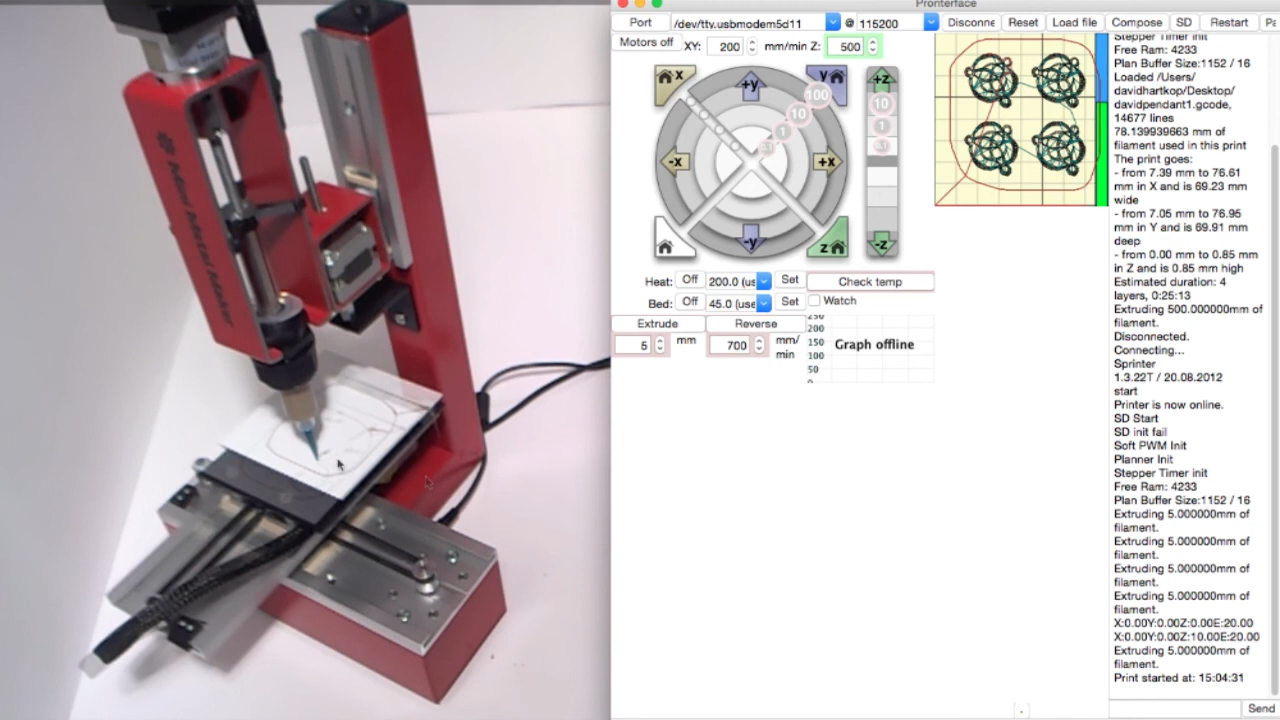 Mini Metal Maker
Pronterface
Port /dev/tty.usbmodem5d11 @ 115200 Disconne Reset Load file Compose SD Restart Pa
Motors off XY: 200 mm/min Z: 500
x +y y +z
100
10 10
1 1
0.1 0.1
-x +x
-y z -z
Heat: Off 200.0 (us Set Check temp
Bed: Off 45.0 (use Set Watch
Extrude Reverse
5 mm 700 mm/
min
250
200
150 Graph offline
100
50
0
Stepper Timer init
Free Ram: 4233
Plan Buffer Size:1152 / 16
Loaded /Users/
davidhartkop/Desktop/
davidpendant1.gcode,
14677 lines
78.139939663 mm of
filament used in this print
The print goes:
- from 7.39 mm to 76.61
mm in X and is 69.23 mm
wide
- from 7.05 mm to 76.95
mm in Y and is 69.91 mm
deep
- from 0.00 mm to 0.85 mm
in Z and is 0.85 mm high
Estimated duration: 4
layers, 0:25:13
Extruding 500.000000mm of
filament.
Disconnected.
Connecting...
Sprinter
1.3.22T / 20.08.2012
start
Printer is now online.
SD Start
SD init fail
Soft PWM Init
Planner Init
Stepper Timer init
Free Ram: 4233
Plan Buffer Size:1152 / 16
Extruding 5.000000mm of
filament.
Extruding 5.000000mm of
filament.
Extruding 5.000000mm of
filament.
Extruding 5.000000mm of
filament.
X:0.00Y:0.00Z:0.00E:20.00
X:0.00Y:0.00Z:10.00E:20.00
Extruding 5.000000mm of
filament.
Print started at: 15:04:31
Send